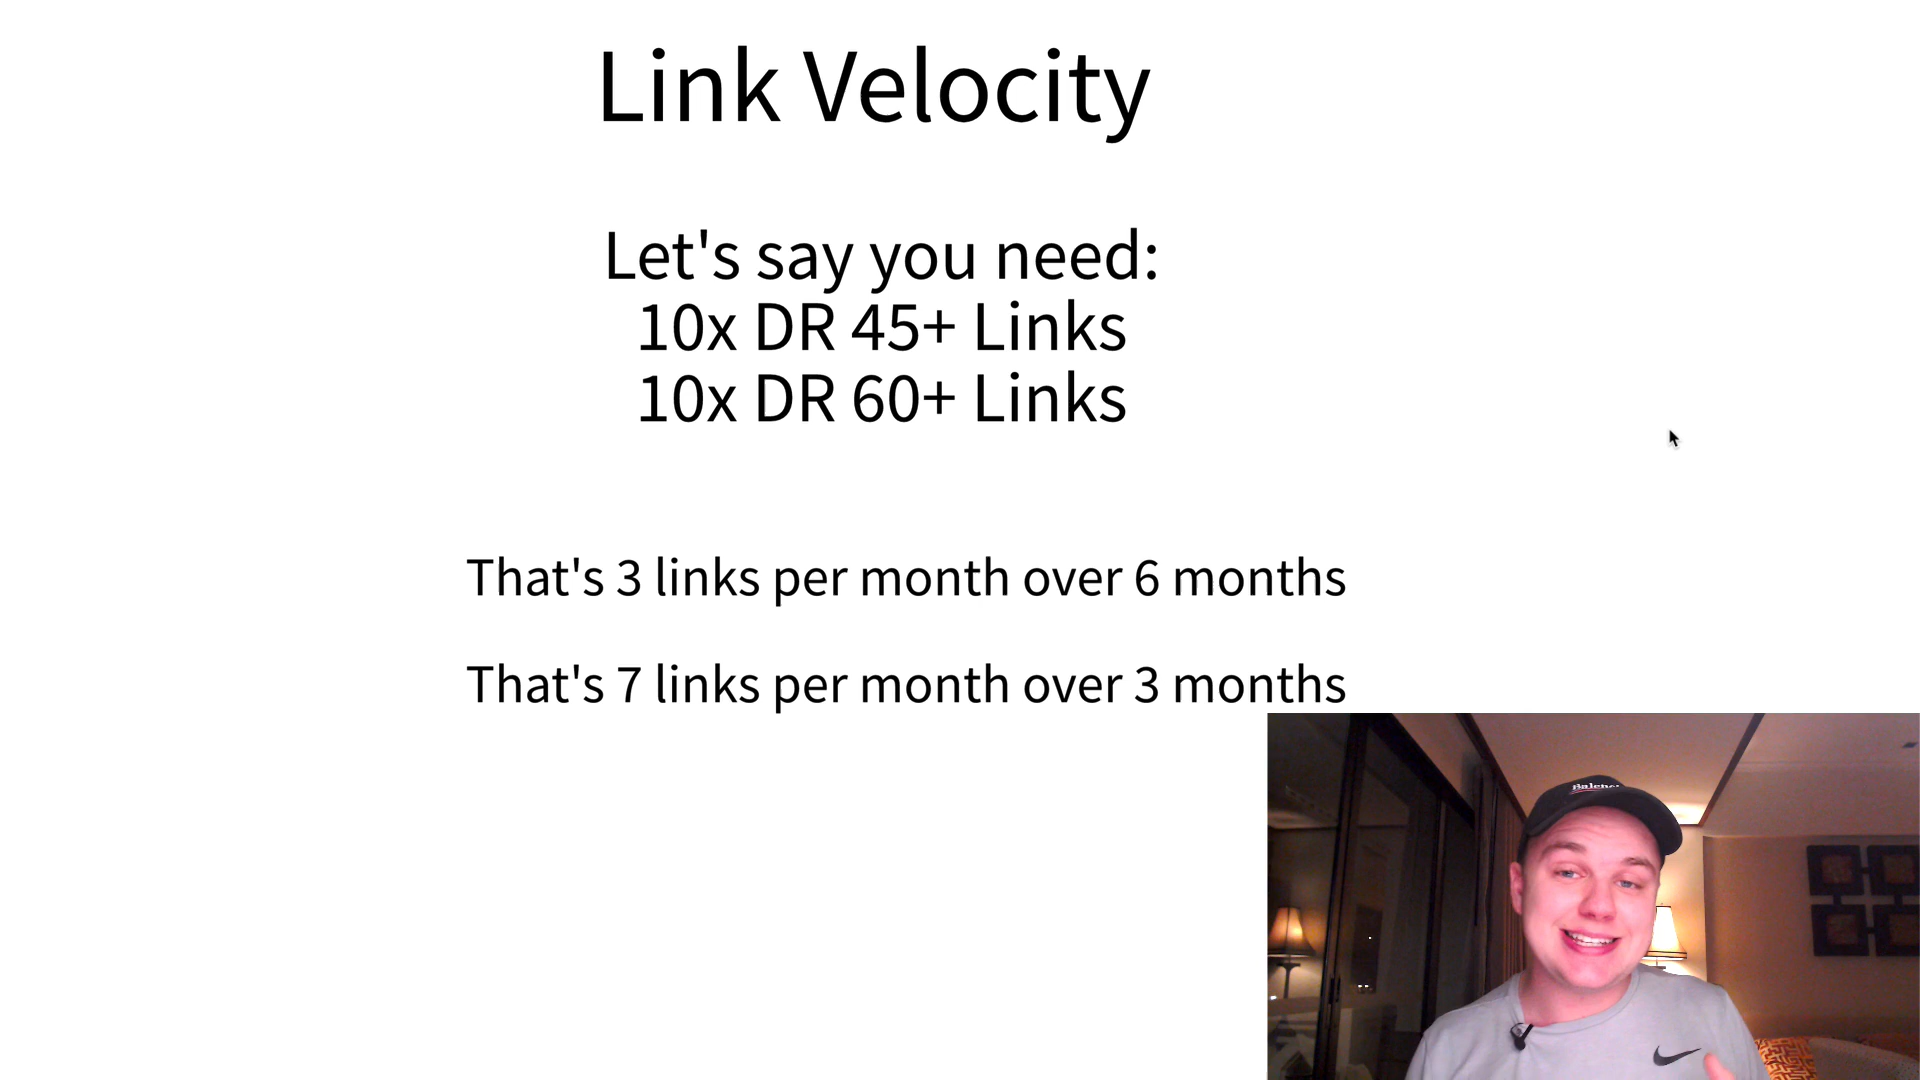 Link Velocity
Let's say you need:
10x DR 45+ Links
10x DR 60+ Links
That's 3 links per month over 6 months
That's 7 links per month over 3 months